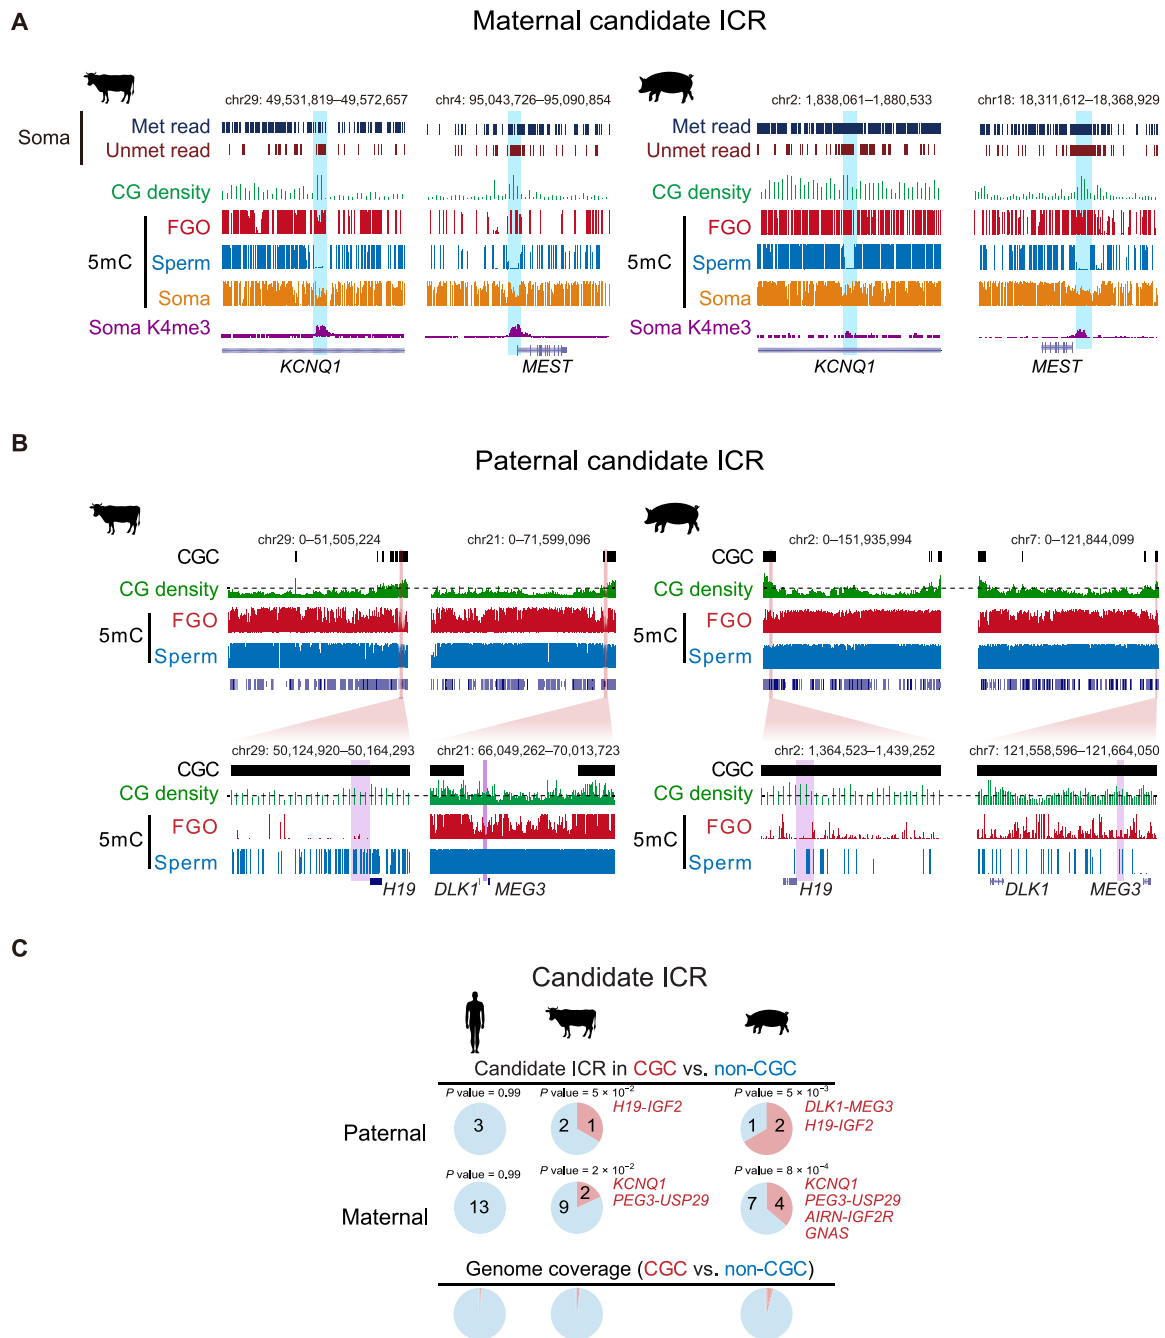 A
Maternal candidate ICR
chr29: 49,531,819–49,572,657
chr4: 95,043,726–95,090,854
chr2: 1,838,061–1,880,533
chr18: 18,311,612–18,368,929
Soma
Met read
Unmet read
CG density
5mC
FGO
Sperm
Soma
Soma K4me3
5mC
FGO
Sperm
Soma
Met read
Unmet read
CG density
Soma K4me3
KCNQ1
MEST
KCNQ1
MEST
B
Paternal candidate ICR
chr29: 0–51,505,224
chr21: 0–71,599,096
chr2: 0–151,935,994
chr7: 0–121,844,099
CGC
CG density
5mC
FGO
Sperm
CGC
CG density
5mC
FGO
Sperm
chr29: 50,124,920–50,164,293
chr21: 66,049,262–70,013,723
chr2: 1,364,523–1,439,252
chr7: 121,558,596–121,664,050
CGC
CG density
5mC
FGO
Sperm
CGC
CG density
5mC
FGO
Sperm
H19
DLK1
MEG3
H19
DLK1
MEG3
C
Candidate ICR
Candidate ICR in CGC vs. non-CGC
Paternal
P value = 0.99
3
P value = 5 × 10⁻²
2
1
H19-IGF2
P value = 5 × 10⁻³
1
2
DLK1-MEG3
H19-IGF2
Maternal
P value = 0.99
13
P value = 2 × 10⁻²
9
2
KCNQ1
PEG3-USP29
P value = 8 × 10⁻⁴
7
4
KCNQ1
PEG3-USP29
AIRN-IGF2R
GNAS
Genome coverage (CGC vs. non-CGC)